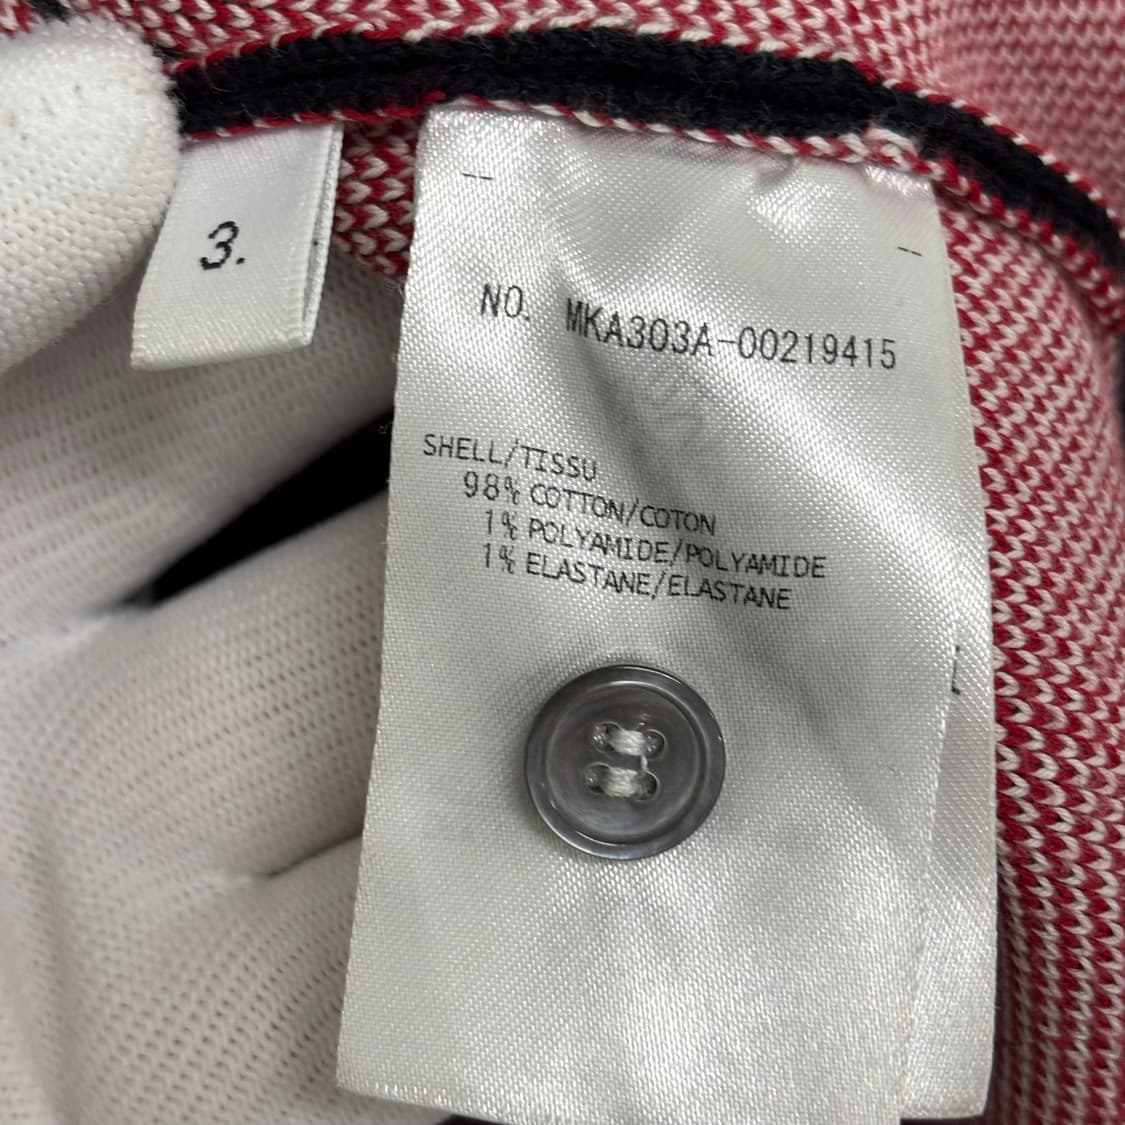 3.
NO. MKA303A-00219415
SHELL/TISSU
98% COTTON/COTON
1% POLYAMIDE/POLYAMIDE
1% ELASTANE/ELASTANE